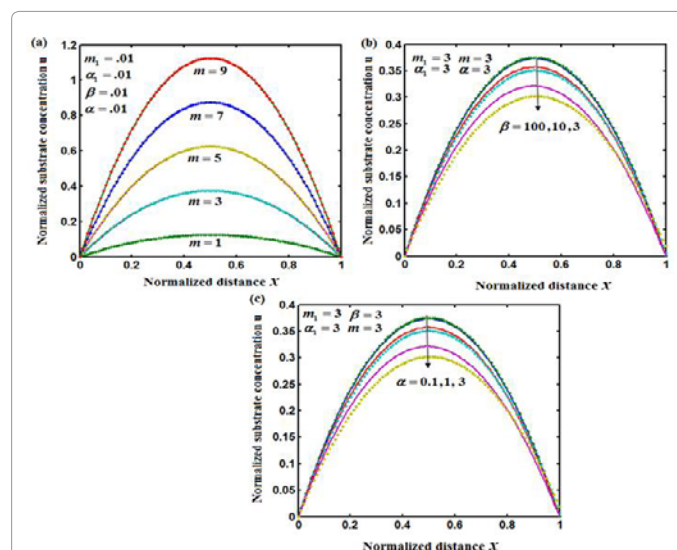 (a)
Normalized substrate concentration u
1.2
1
0.8
0.6
0.4
0.2
0
m₁ = .01
α₁ = .01
β = .01
α = .01
m = 9
m = 7
m = 5
m = 3
m = 1
0 0.2 0.4 0.6 0.8 1
Normalized distance X
(b)
Normalized substrate concentration u
0.4
0.35
0.3
0.25
0.2
0.15
0.1
0.05
0
m₁ = 3 m = 3
α₁ = 3 α = 3
β = 100, 10, 3
0 0.2 0.4 0.6 0.8 1
Normalized distance X
(c)
Normalized substrate concentration u
0.4
0.35
0.3
0.25
0.2
0.15
0.1
0.05
0
m₁ = 3 β = 3
α₁ = 3 m = 3
α = 0.1, 1, 3
0 0.2 0.4 0.6 0.8 1
Normalized distance X